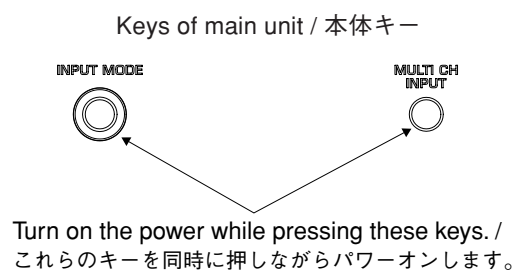 Keys of main unit / 本体キー
INPUT MODE
MULTI CH
INPUT
Turn on the power while pressing these keys. /
これらのキーを同時に押しながらパワーオンします。